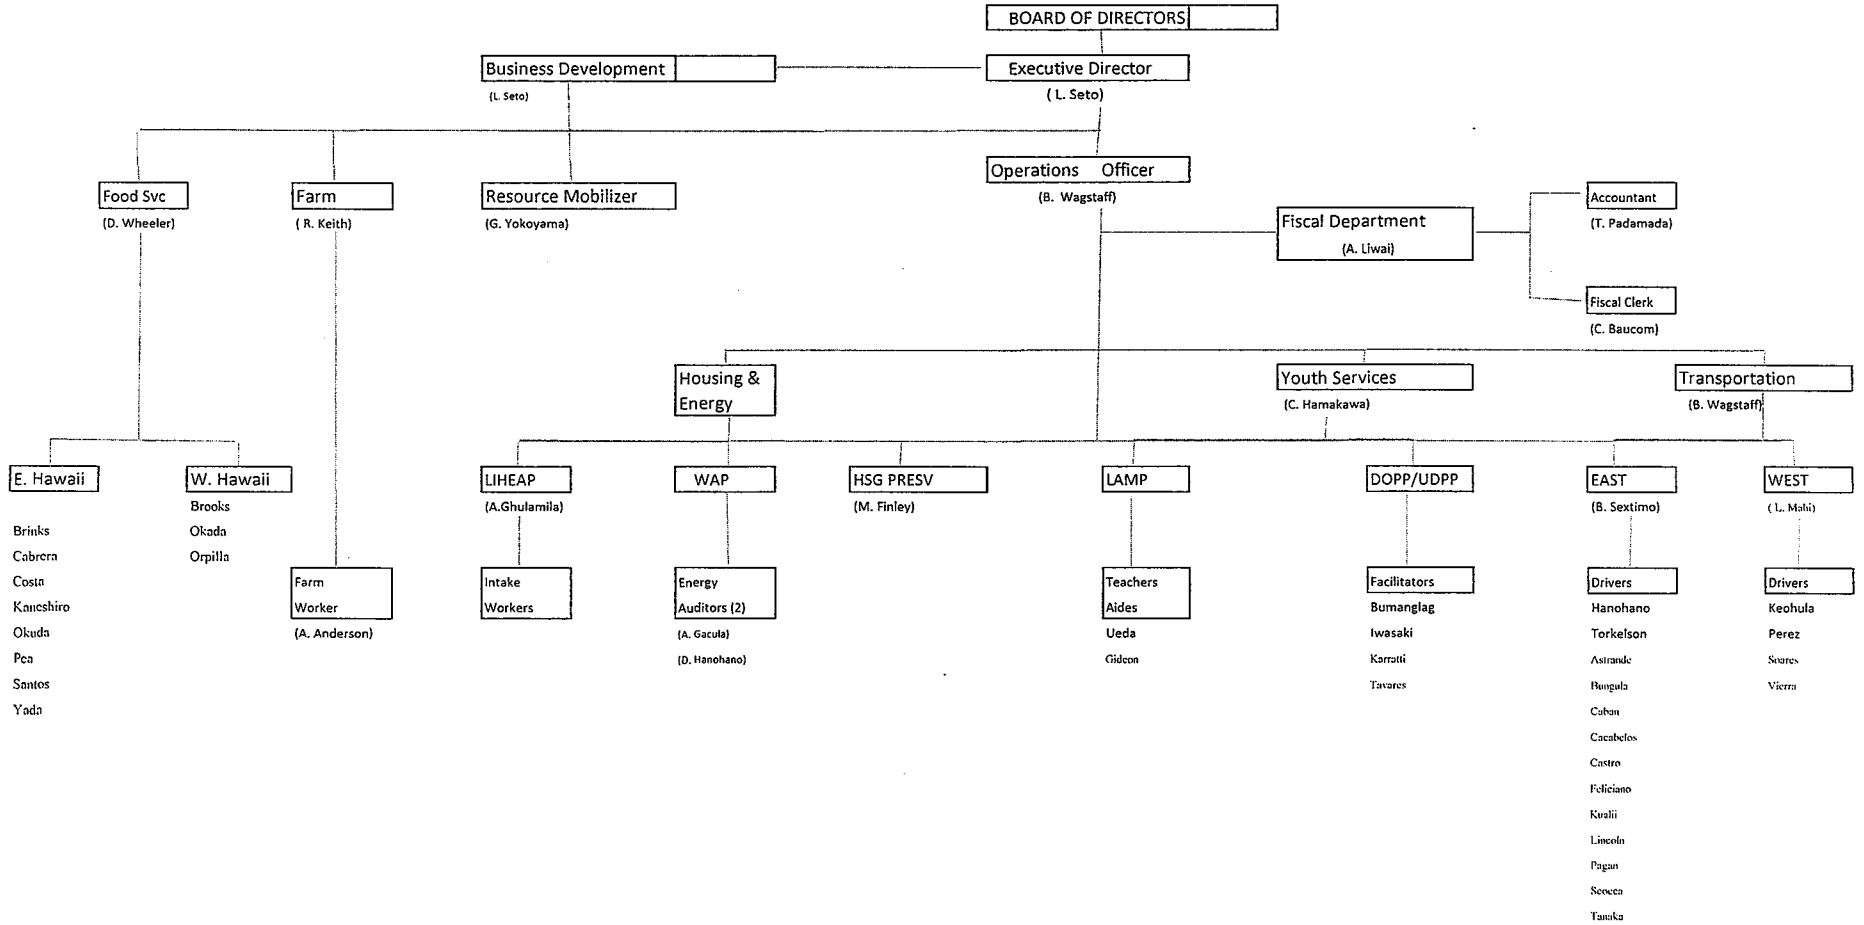 BOARD OF DIRECTORS
Business Development
(L. Seto)
Executive Director
( L. Seto)
Operations Officer
(B. Wagstaff)
Food Svc
(D. Wheeler)
Farm
( R. Keith)
Resource Mobilizer
(G. Yokoyama)
Fiscal Department
(A. Liwai)
Accountant
(T. Padamada)
Fiscal Clerk
(C. Baucom)
Housing &
Energy
Youth Services
(C. Hamakawa)
Transportation
(B. Wagstaff)
E. Hawaii
Brinks
Cabrera
Costa
Kaneshiro
Okuda
Pea
Santos
Yada
W. Hawaii
Brooks
Okada
Orpilla
Farm
Worker
(A. Anderson)
LIHEAP
(A.Ghulamila)
Intake
Workers
WAP
Energy
Auditors (2)
(A. Gacula)
(D. Hanohano)
HSG PRESV
(M. Finley)
LAMP
Teachers
Aides
Ueda
Gideon
DOPP/UDPP
Facilitators
Bumanglag
Iwasaki
Karratti
Tavares
EAST
(B. Sextimo)
Drivers
Hanohano
Torkelson
Astrande
Bungula
Caban
Cacabelos
Castro
Feliciano
Kualii
Lincoln
Pagan
Scocca
Tanaka
WEST
( L. Mahi)
Drivers
Keohula
Perez
Soares
Vierra